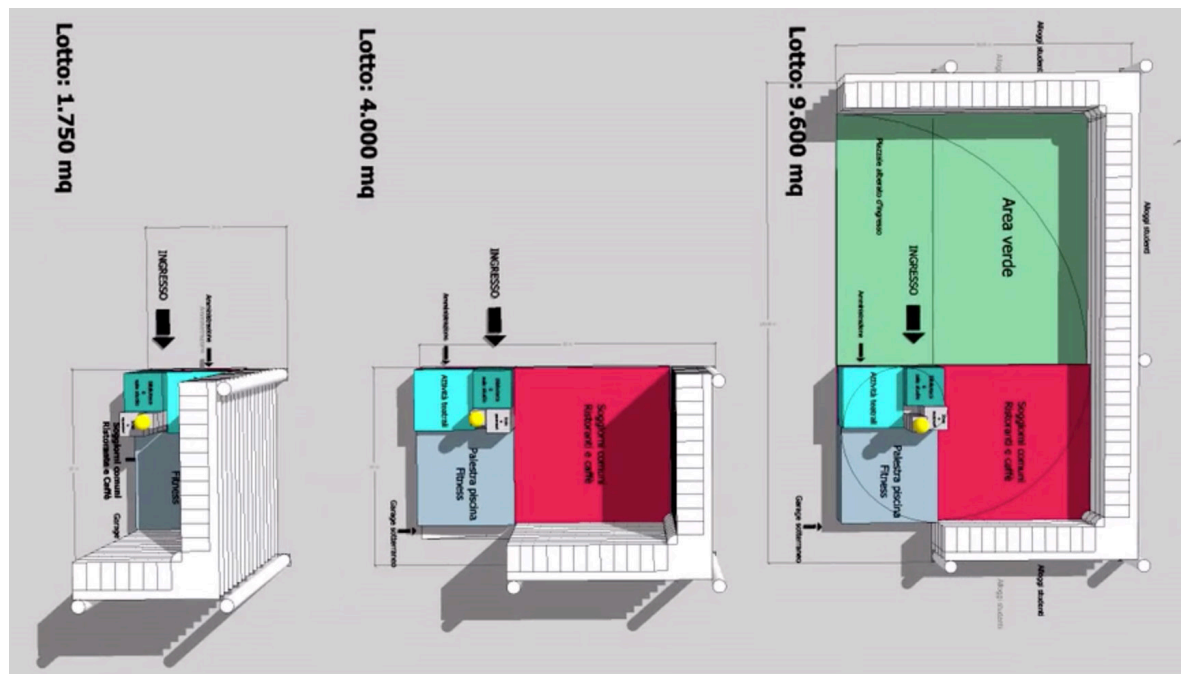 Lotto: 1.750 mq
INGRESSO
Amministrazione
Soggiorni comuni
Ristorante e Caffè
Fitness
Garage
Lotto: 4.000 mq
INGRESSO
Amministrazione
Attività teatrali
Soggiorni comuni
Ristoranti e caffè
Palestra piscina
Fitness
Garage sotterraneo
Lotto: 9.600 mq
Alloggi studenti
Alloggi studenti
Piazzale alberato d'ingresso
Area verde
INGRESSO
Amministrazione
Attività teatrali
Soggiorni comuni
Ristoranti e caffè
Palestra piscina
Fitness
Garage sotterraneo
Alloggi studenti
Alloggi studenti